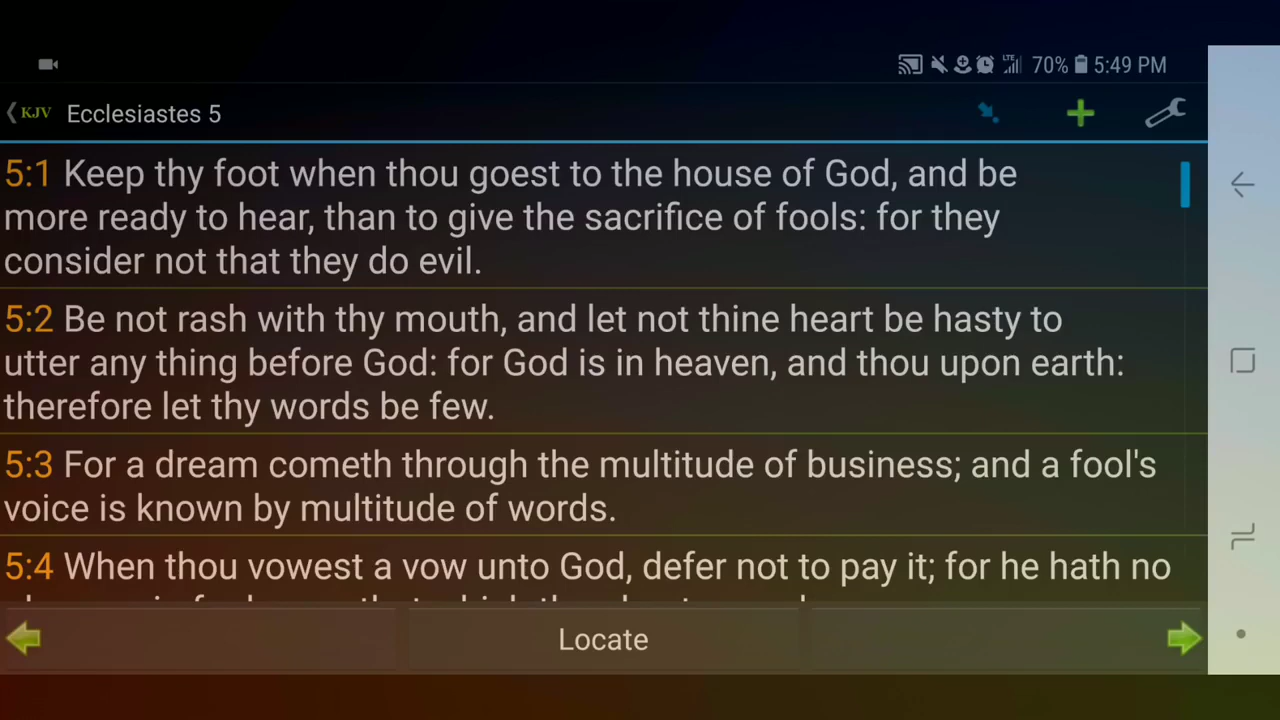 LTE
70% 5:49 PM
KJV Ecclesiastes 5
5:1 Keep thy foot when thou goest to the house of God, and be
more ready to hear, than to give the sacrifice of fools: for they
consider not that they do evil.
5:2 Be not rash with thy mouth, and let not thine heart be hasty to
utter any thing before God: for God is in heaven, and thou upon earth:
therefore let thy words be few.
5:3 For a dream cometh through the multitude of business; and a fool's
voice is known by multitude of words.
5:4 When thou vowest a vow unto God, defer not to pay it; for he hath no
Locate